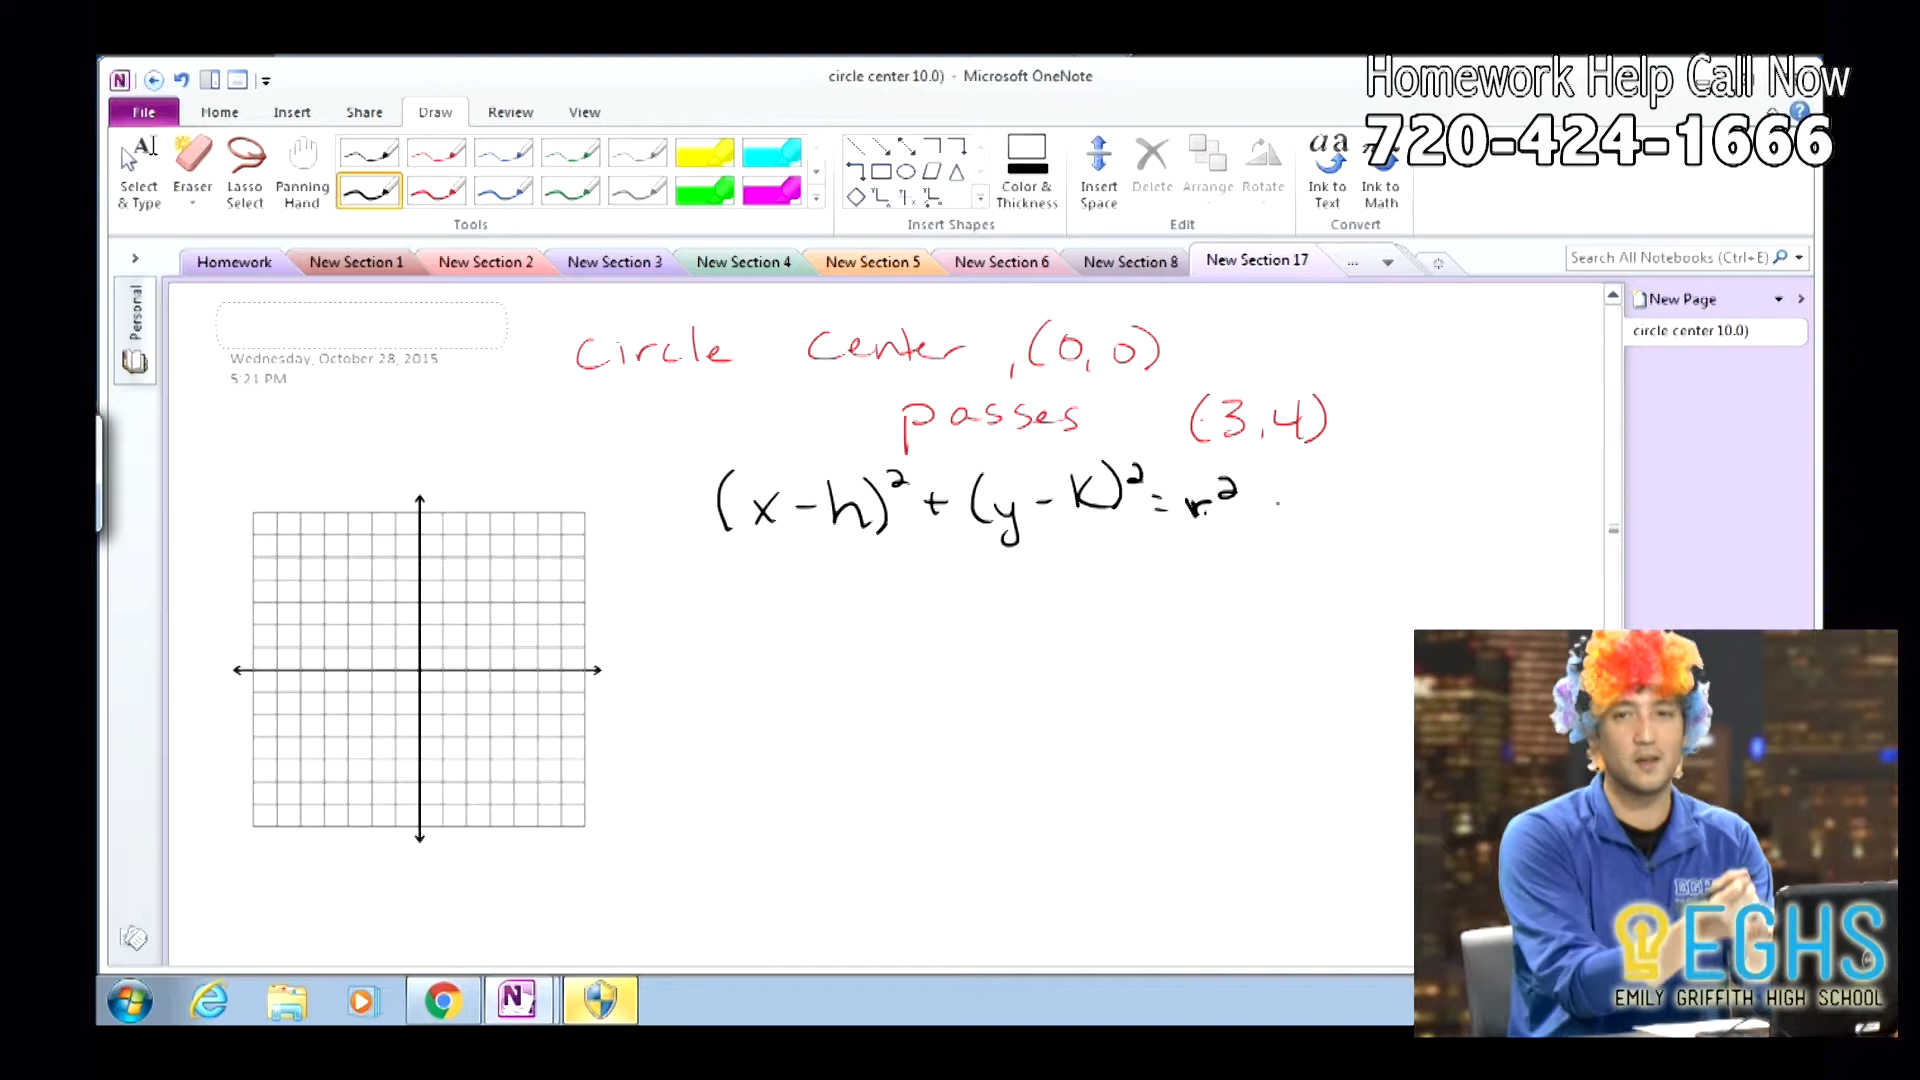 circle center 10.0) - Microsoft OneNote
Homework Help Call Now
720-424-1666
File Home Insert Share Draw Review View
Select & Type
Eraser
Lasso Select
Panning Hand
Tools
Insert Shapes
Color & Thickness
Insert Space
Delete
Arrange
Rotate
Edit
Ink to Text
Ink to Math
Convert
Homework New Section 1 New Section 2 New Section 3 New Section 4 New Section 5 New Section 6 New Section 8 New Section 17 ...
Search All Notebooks (Ctrl+E)
Personal
New Page
circle center 10.0)
Wednesday, October 28, 2015
5:21 PM
circle center, (0,0)
passes (3,4)
(x-h)²+(y-k)²=r²
EGHS
EMILY GRIFFITH HIGH SCHOOL